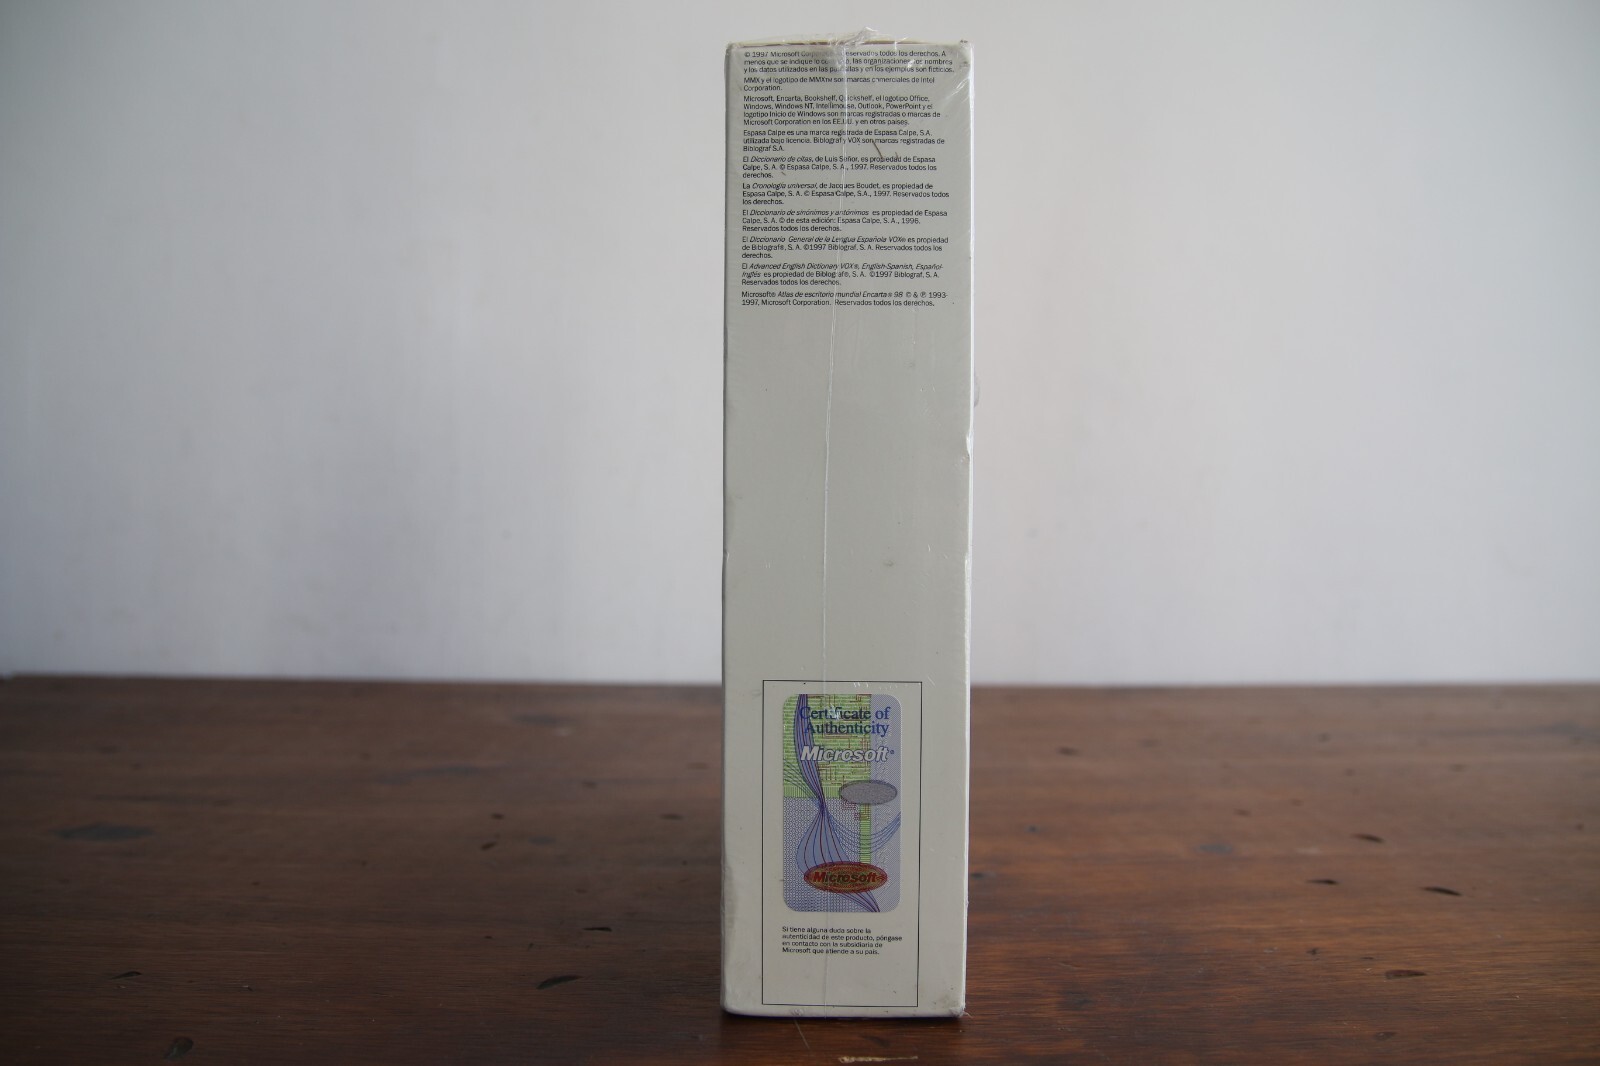 © 1997 Microsoft Reservados todos los derechos. A
menos que se indique lo las organizaciones, los nombres
y los datos utilizados en las pantallas y en los ejemplos son ficticios.
MMX y el logotipo de MMX™ son marcas comerciales de Intel
Corporation.
Microsoft, Encarta, Bookshelf, Quickshelf, el logotipo Office,
Windows, Windows NT, Intellimouse, Outlook, PowerPoint y el
logotipo Inicio de Windows son marcas registradas o marcas de
Microsoft Corporation en los EE.UU. y en otros países.
Espasa Calpe es una marca registrada de Espasa Calpe, S.A.
utilizada bajo licencia. Biblograf y VOX son marcas registradas de
Biblograf S.A.
El Diccionario de citas, de Luis Señor, es propiedad de Espasa
Calpe, S. A. © Espasa Calpe, S. A., 1997. Reservados todos los
derechos.
La Cronología universal, de Jacques Boudet, es propiedad de
Espasa Calpe, S. A. © Espasa Calpe, S.A., 1997. Reservados todos
los derechos.
El Diccionario de sinónimos y antónimos es propiedad de Espasa
Calpe, S. A. © de esta edición: Espasa Calpe, S. A., 1996.
Reservados todos los derechos.
El Diccionario General de la Lengua Española VOX® es propiedad
de Biblograf®, S. A. ©1997 Biblograf, S. A. Reservados todos los
derechos.
El Advanced English Dictionary VOX®, English-Spanish, Español-
Inglés es propiedad de Biblograf®, S. A. ©1997 Biblograf, S. A.
Reservados todos los derechos.
Microsoft® Atlas de escritorio mundial Encarta® 98 © & ℗ 1993-
1997, Microsoft Corporation. Reservados todos los derechos.
Certificate of
Authenticity
Microsoft®
Microsoft®
Si tiene alguna duda sobre la
autenticidad de este producto, póngase
en contacto con la subsidiaria de
Microsoft que atiende a su país.